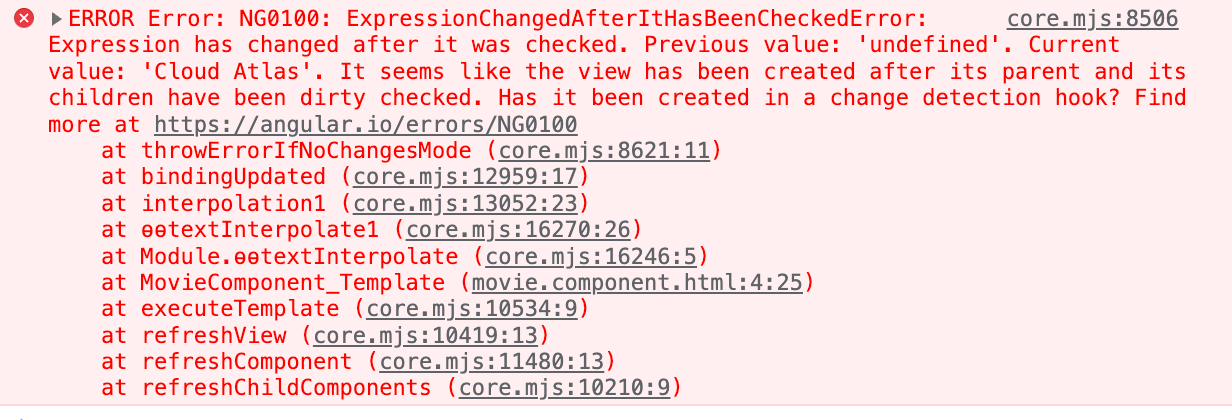 ERROR Error: NG0100: ExpressionChangedAfterItHasBeenCheckedError: core.mjs:8506
Expression has changed after it was checked. Previous value: 'undefined'. Current
value: 'Cloud Atlas'. It seems like the view has been created after its parent and its
children have been dirty checked. Has it been created in a change detection hook? Find
more at https://angular.io/errors/NG0100
at throwErrorIfNoChangesMode (core.mjs:8621:11)
at bindingUpdated (core.mjs:12959:17)
at interpolation1 (core.mjs:13052:23)
at ɵɵtextInterpolate1 (core.mjs:16270:26)
at Module.ɵɵtextInterpolate (core.mjs:16246:5)
at MovieComponent_Template (movie.component.html:4:25)
at executeTemplate (core.mjs:10534:9)
at refreshView (core.mjs:10419:13)
at refreshComponent (core.mjs:11480:13)
at refreshChildComponents (core.mjs:10210:9)